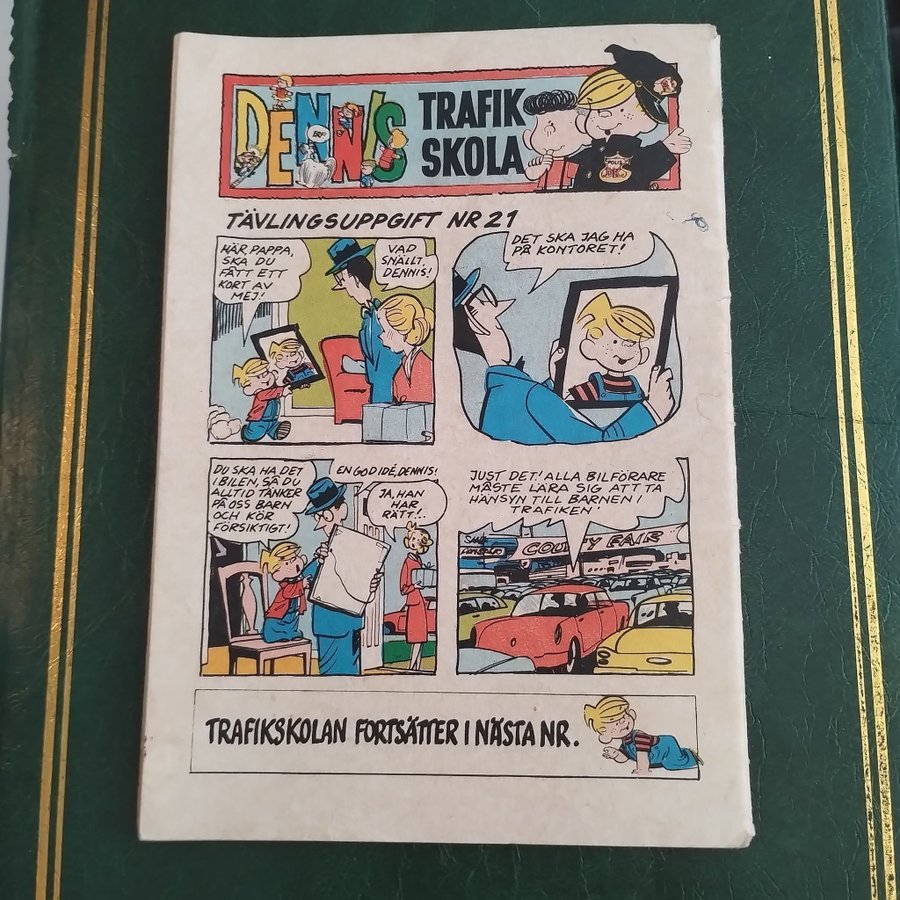 DENNIS TRAFIK
SKOLA
POLIS
TÄVLINGSUPPGIFT NR 21
HÄR, PAPPA,
SKA DU
FÅTT ETT
KORT AV
MEJ!
VAD
SNÄLLT,
DENNIS!
DET SKA JAG HA
PÅ KONTORET!
DU SKA HA DET
I BILEN, SÅ DU
ALLTID TÄNKER
PÅ OSS BARN
OCH KÖR
FÖRSIKTIGT!
EN GOD IDÉ, DENNIS!
JA, HAN
HAR
RÄTT!..
JUST DET! ALLA BILFÖRARE
MÅSTE LÄRA SIG ATT TA
HÄNSYN TILL BARNEN I
TRAFIKEN!
COUNTY FAIR
TRAFIKSKOLAN FORTSÄTTER I NÄSTA NR.